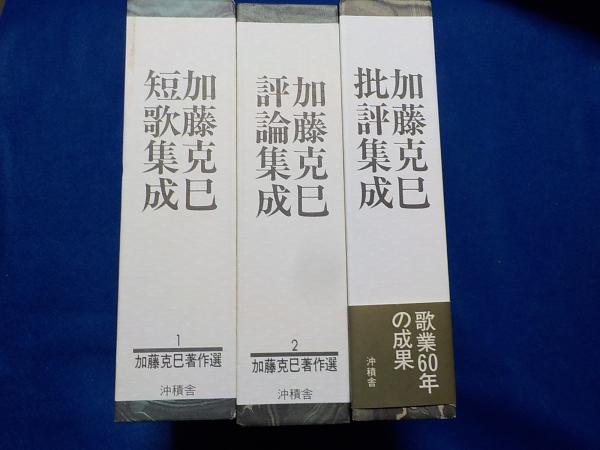 加藤克巳
短歌集成
1
加藤克巳著作選
沖積舎
加藤克巳
評論集成
2
加藤克巳著作選
沖積舎
加藤克巳
批評集成
歌業60年
の成果
沖積舎